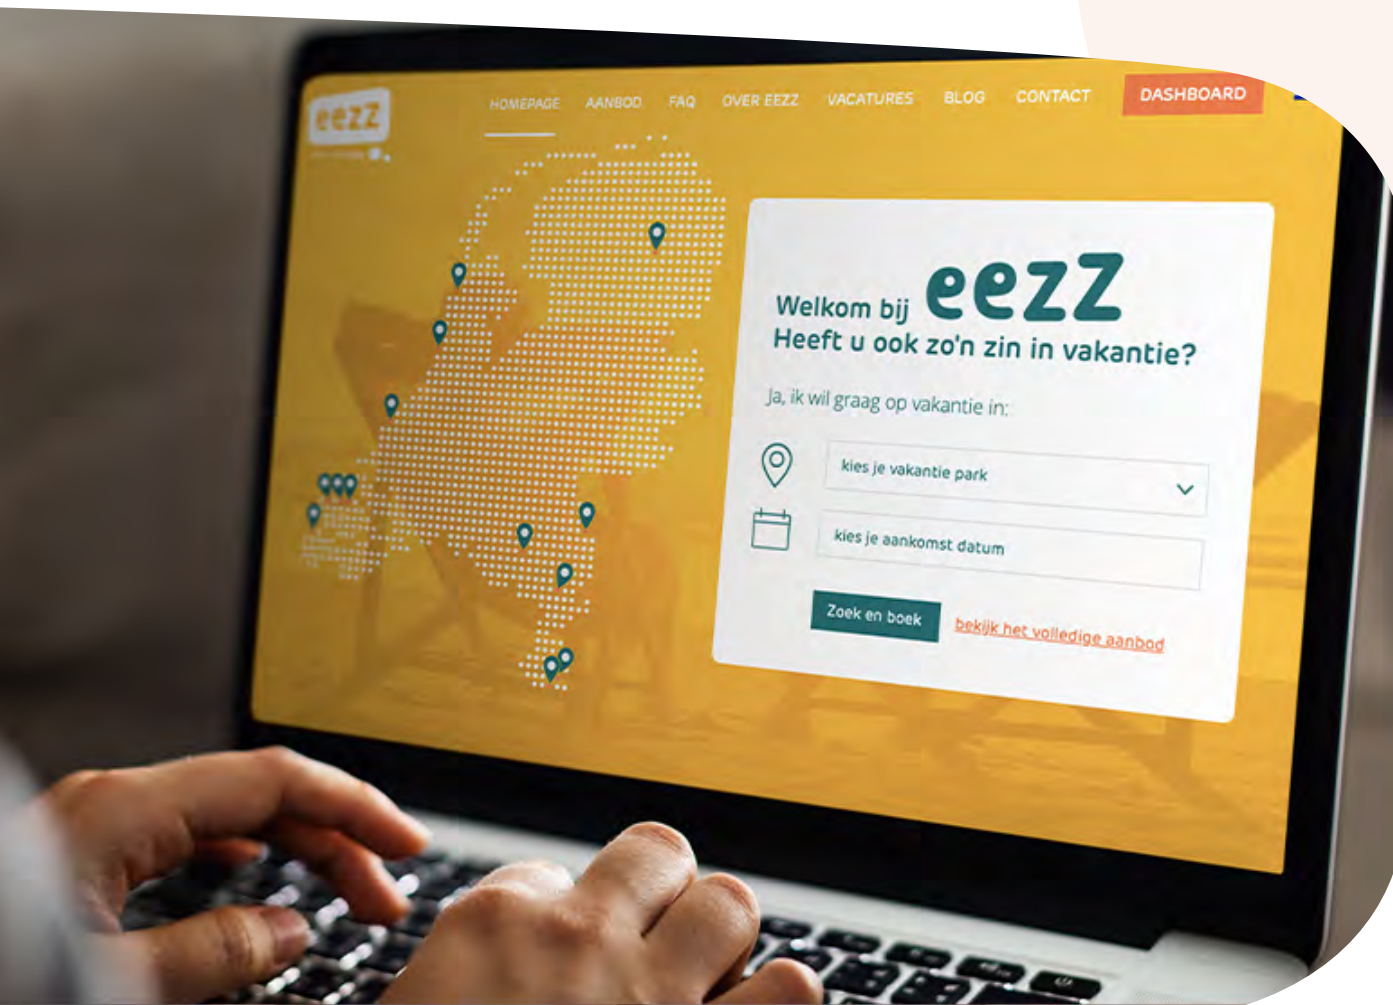 eezz
HOMEPAGE AANBOD FAQ OVER EEZZ VACATURES BLOG CONTACT DASHBOARD
Welkom bij eezz
Heeft u ook zo'n zin in vakantie?
Ja, ik wil graag op vakantie in:
kies je vakantie park
kies je aankomst datum
Zoek en boek bekijk het volledige aanbod